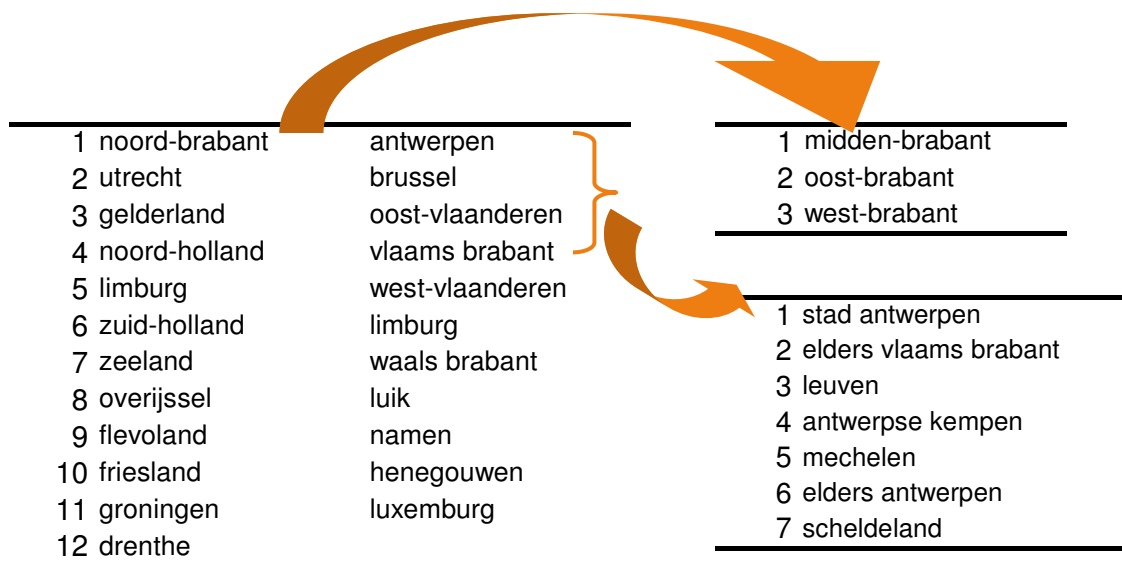 1 noord-brabant antwerpen
2 utrecht brussel
3 gelderland oost-vlaanderen
4 noord-holland vlaams brabant
5 limburg west-vlaanderen
6 zuid-holland limburg
7 zeeland waals brabant
8 overijssel luik
9 flevoland namen
10 friesland henegouwen
11 groningen luxemburg
12 drenthe
1 midden-brabant
2 oost-brabant
3 west-brabant
1 stad antwerpen
2 elders vlaams brabant
3 leuven
4 antwerpse kempen
5 mechelen
6 elders antwerpen
7 scheldeland